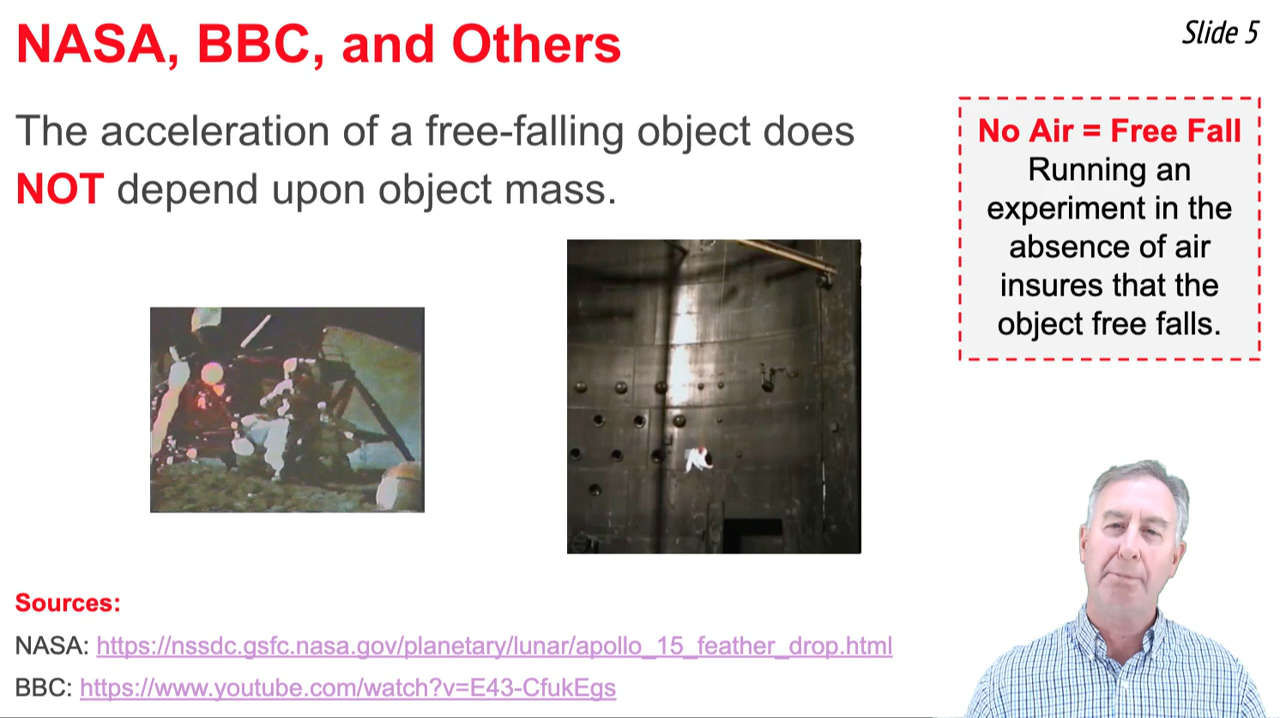 NASA, BBC, and Others
Slide 5
The acceleration of a free-falling object does
NOT depend upon object mass.
No Air = Free Fall
Running an
experiment in the
absence of air
insures that the
object free falls.
Sources:
NASA: https://nssdc.gsfc.nasa.gov/planetary/lunar/apollo_15_feather_drop.html
BBC: https://www.youtube.com/watch?v=E43-CfukEgs